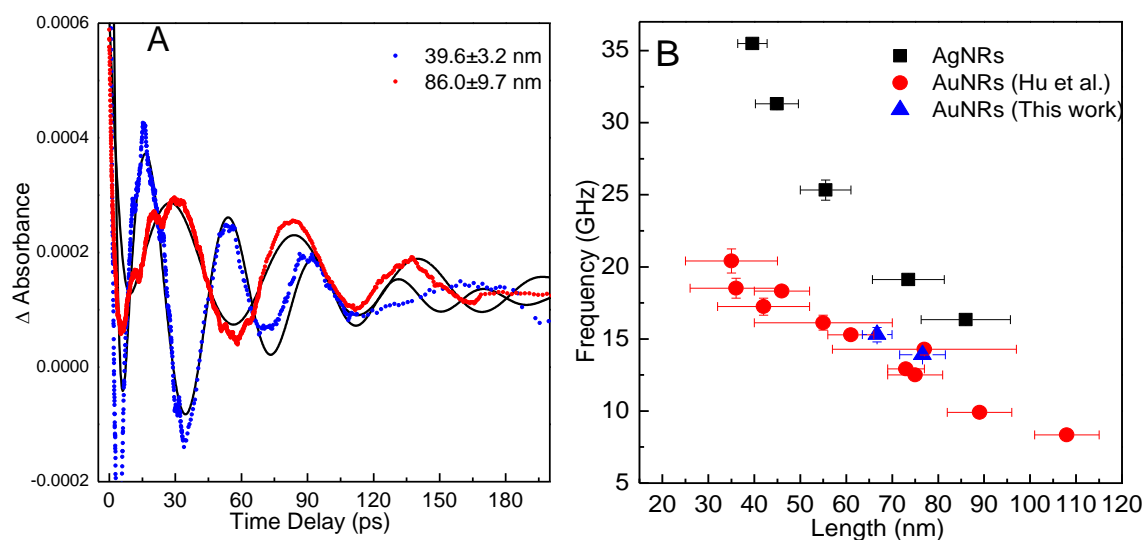 A
39.6±3.2 nm
86.0±9.7 nm
0.0006
0.0004
0.0002
0.0000
-0.0002
Δ Absorbance
0 30 60 90 120 150 180
Time Delay (ps)
B
AgNRs
AuNRs (Hu et al.)
AuNRs (This work)
35
30
25
20
15
10
5
Frequency (GHz)
20 30 40 50 60 70 80 90 100 110 120
Length (nm)